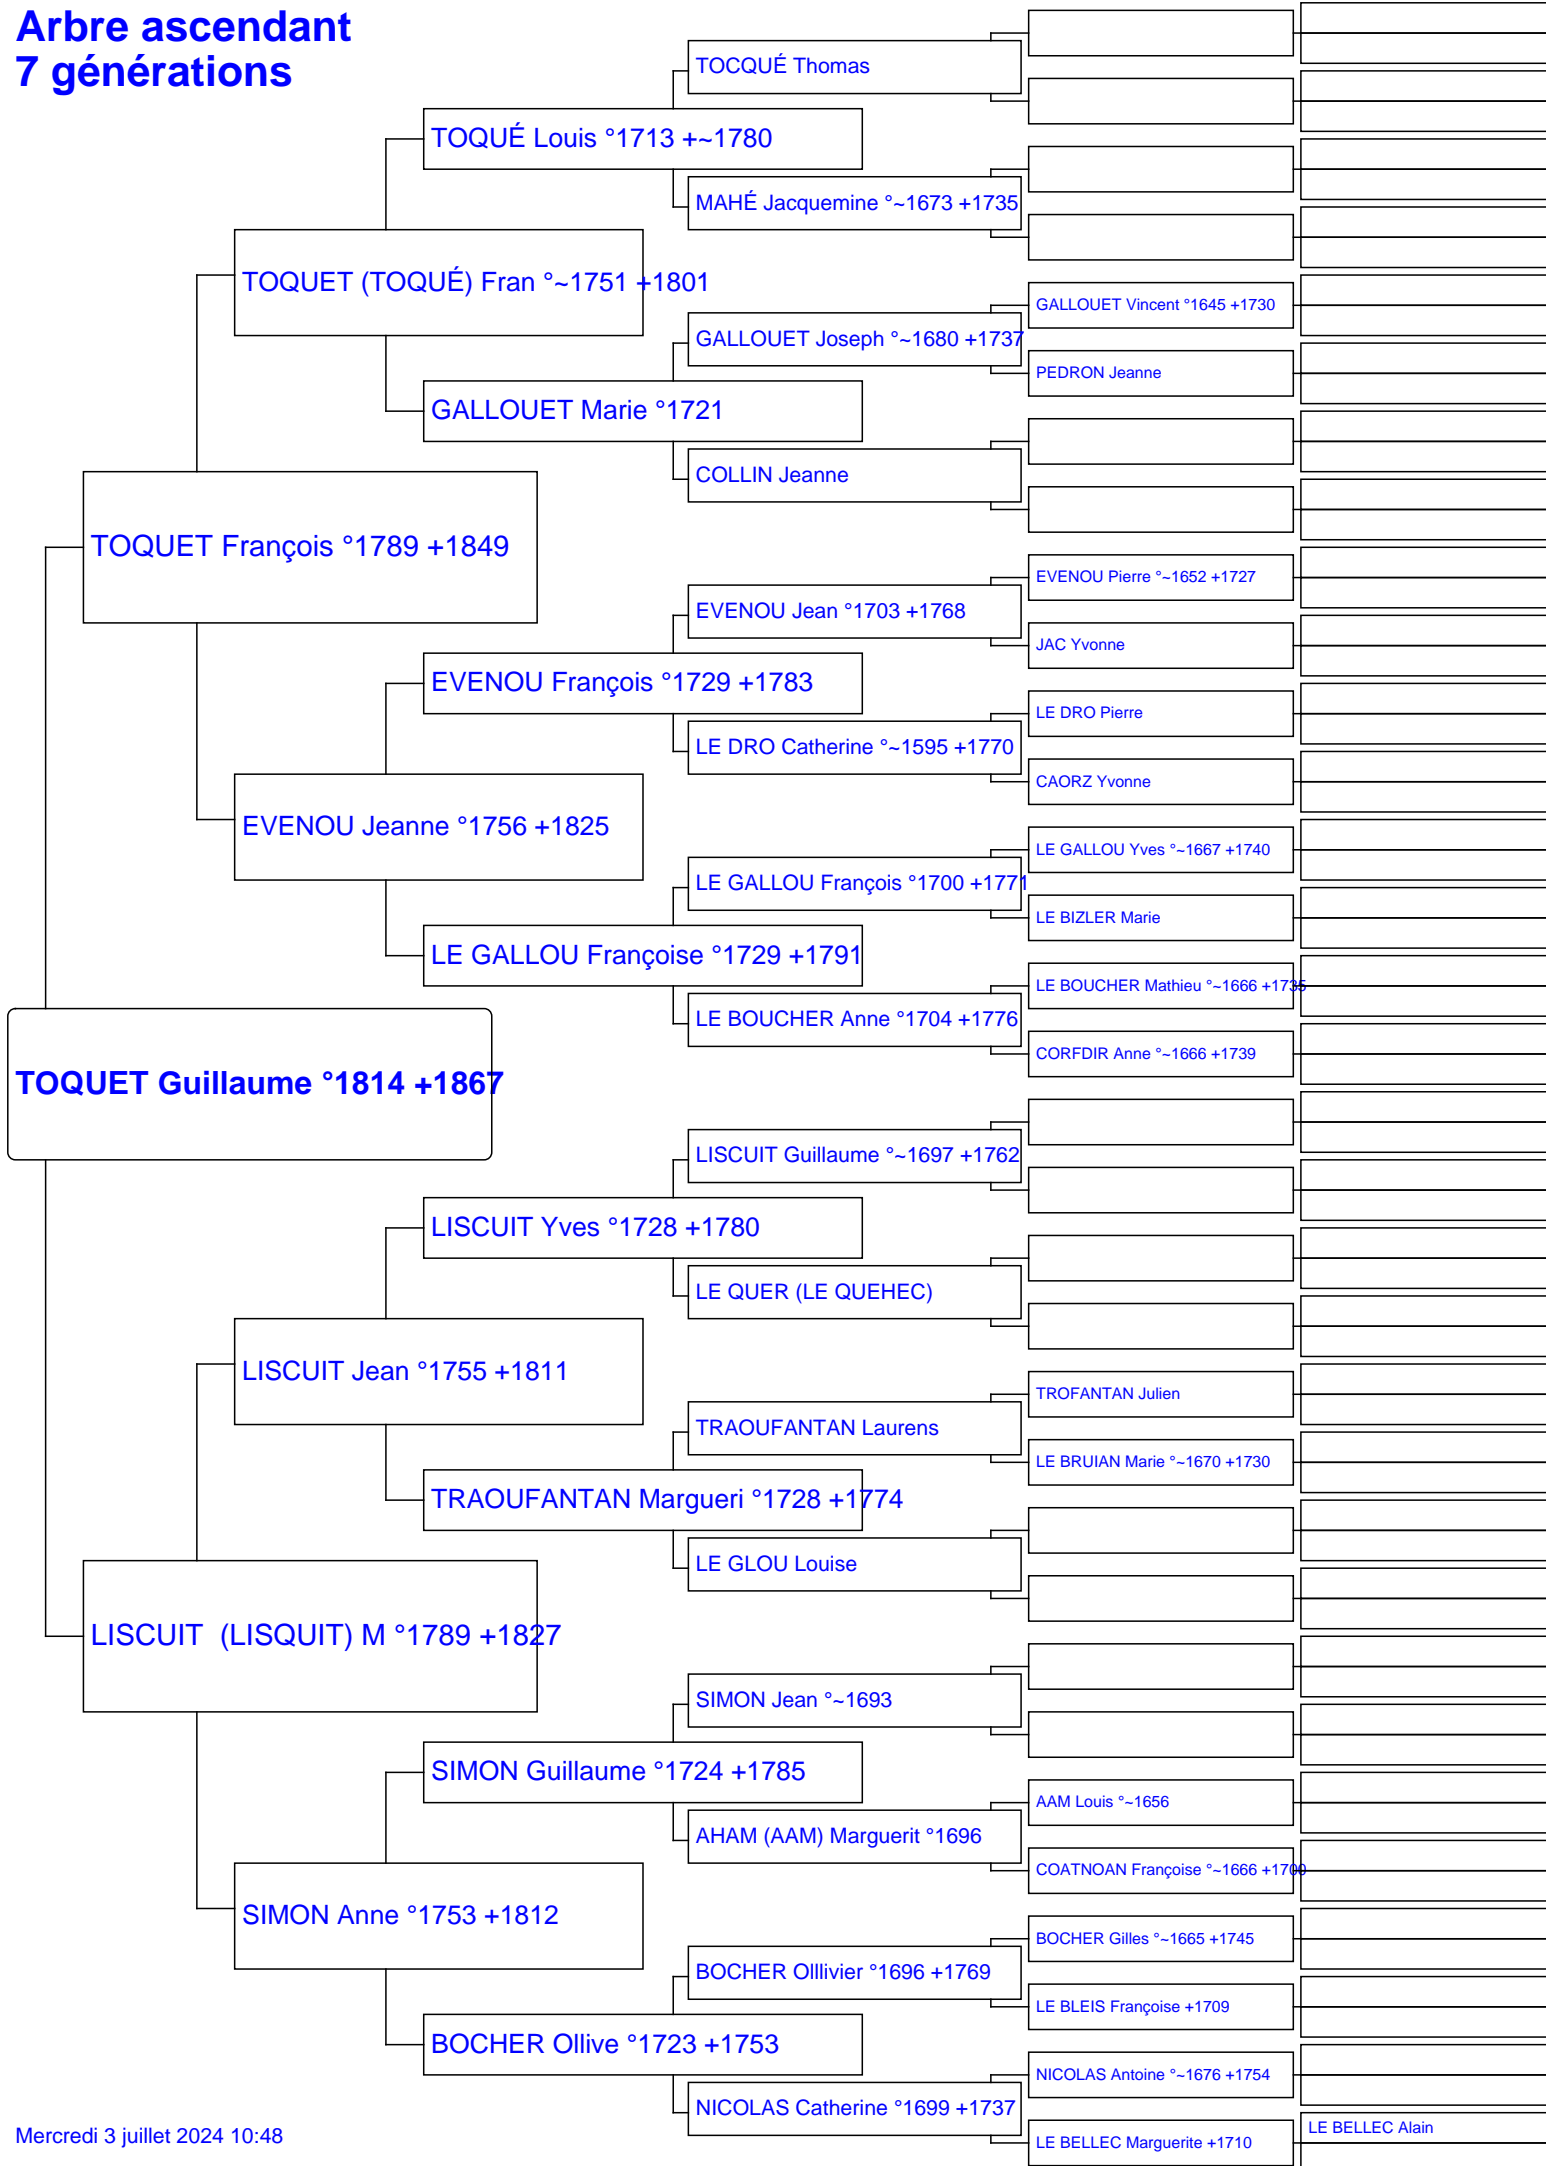 Arbre ascendant
7 générations
TOCQUÉ Thomas
TOQUÉ Louis °1713 +~1780
MAHÉ Jacquemine °~1673 +1735
TOQUET (TOQUÉ) Fran °~1751 +1801
GALLOUET Vincent °1645 +1730
GALLOUET Joseph °~1680 +1737
PEDRON Jeanne
GALLOUET Marie °1721
COLLIN Jeanne
TOQUET François °1789 +1849
EVENOU Pierre °~1652 +1727
EVENOU Jean °1703 +1768
JAC Yvonne
EVENOU François °1729 +1783
LE DRO Pierre
LE DRO Catherine °~1595 +1770
CAORZ Yvonne
EVENOU Jeanne °1756 +1825
LE GALLOU Yves °~1667 +1740
LE GALLOU François °1700 +1771
LE BIZLER Marie
LE GALLOU Françoise °1729 +1791
LE BOUCHER Mathieu °~1666 +1735
LE BOUCHER Anne °1704 +1776
CORFDIR Anne °~1666 +1739
TOQUET Guillaume °1814 +1867
LISCUIT Guillaume °~1697 +1762
LISCUIT Yves °1728 +1780
LE QUER (LE QUEHEC)
LISCUIT Jean °1755 +1811
TROFANTAN Julien
TRAOUFANTAN Laurens
LE BRUIAN Marie °~1670 +1730
TRAOUFANTAN Margueri °1728 +1774
LE GLOU Louise
LISCUIT  (LISQUIT) M °1789 +1827
SIMON Jean °~1693
SIMON Guillaume °1724 +1785
AAM Louis °~1656
AHAM (AAM) Marguerit °1696
COATNOAN Françoise °~1666 +1700
SIMON Anne °1753 +1812
BOCHER Gilles °~1665 +1745
BOCHER Olllivier °1696 +1769
LE BLEIS Françoise +1709
BOCHER Ollive °1723 +1753
NICOLAS Antoine °~1676 +1754
NICOLAS Catherine °1699 +1737
LE BELLEC Alain
LE BELLEC Marguerite +1710
Mercredi 3 juillet 2024 10:48